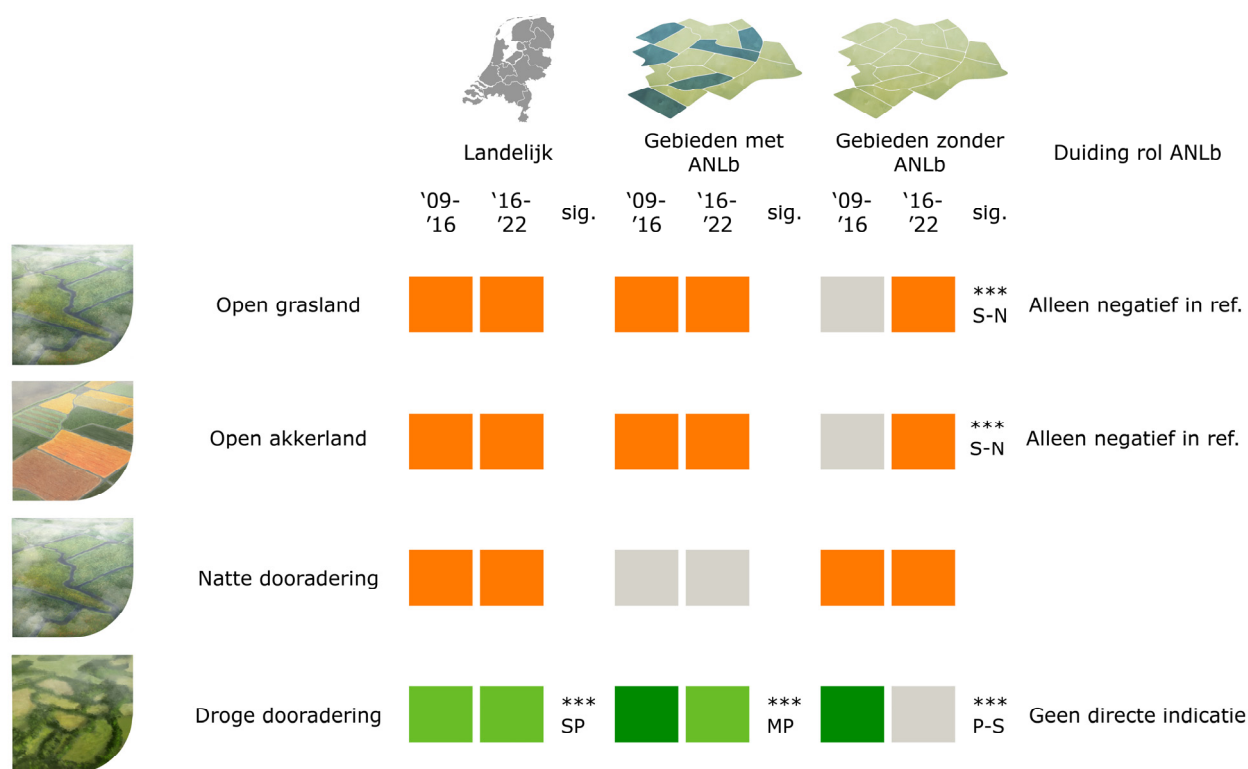 Landelijk
Gebieden met
ANLb
Gebieden zonder
ANLb
Duiding rol ANLb
‘09-
’16
‘16-
’22
sig.
‘09-
’16
‘16-
’22
sig.
‘09-
’16
‘16-
’22
sig.
Open grasland
***
S-N
Alleen negatief in ref.
Open akkerland
***
S-N
Alleen negatief in ref.
Natte dooradering
Droge dooradering
***
SP
***
MP
***
P-S
Geen directe indicatie